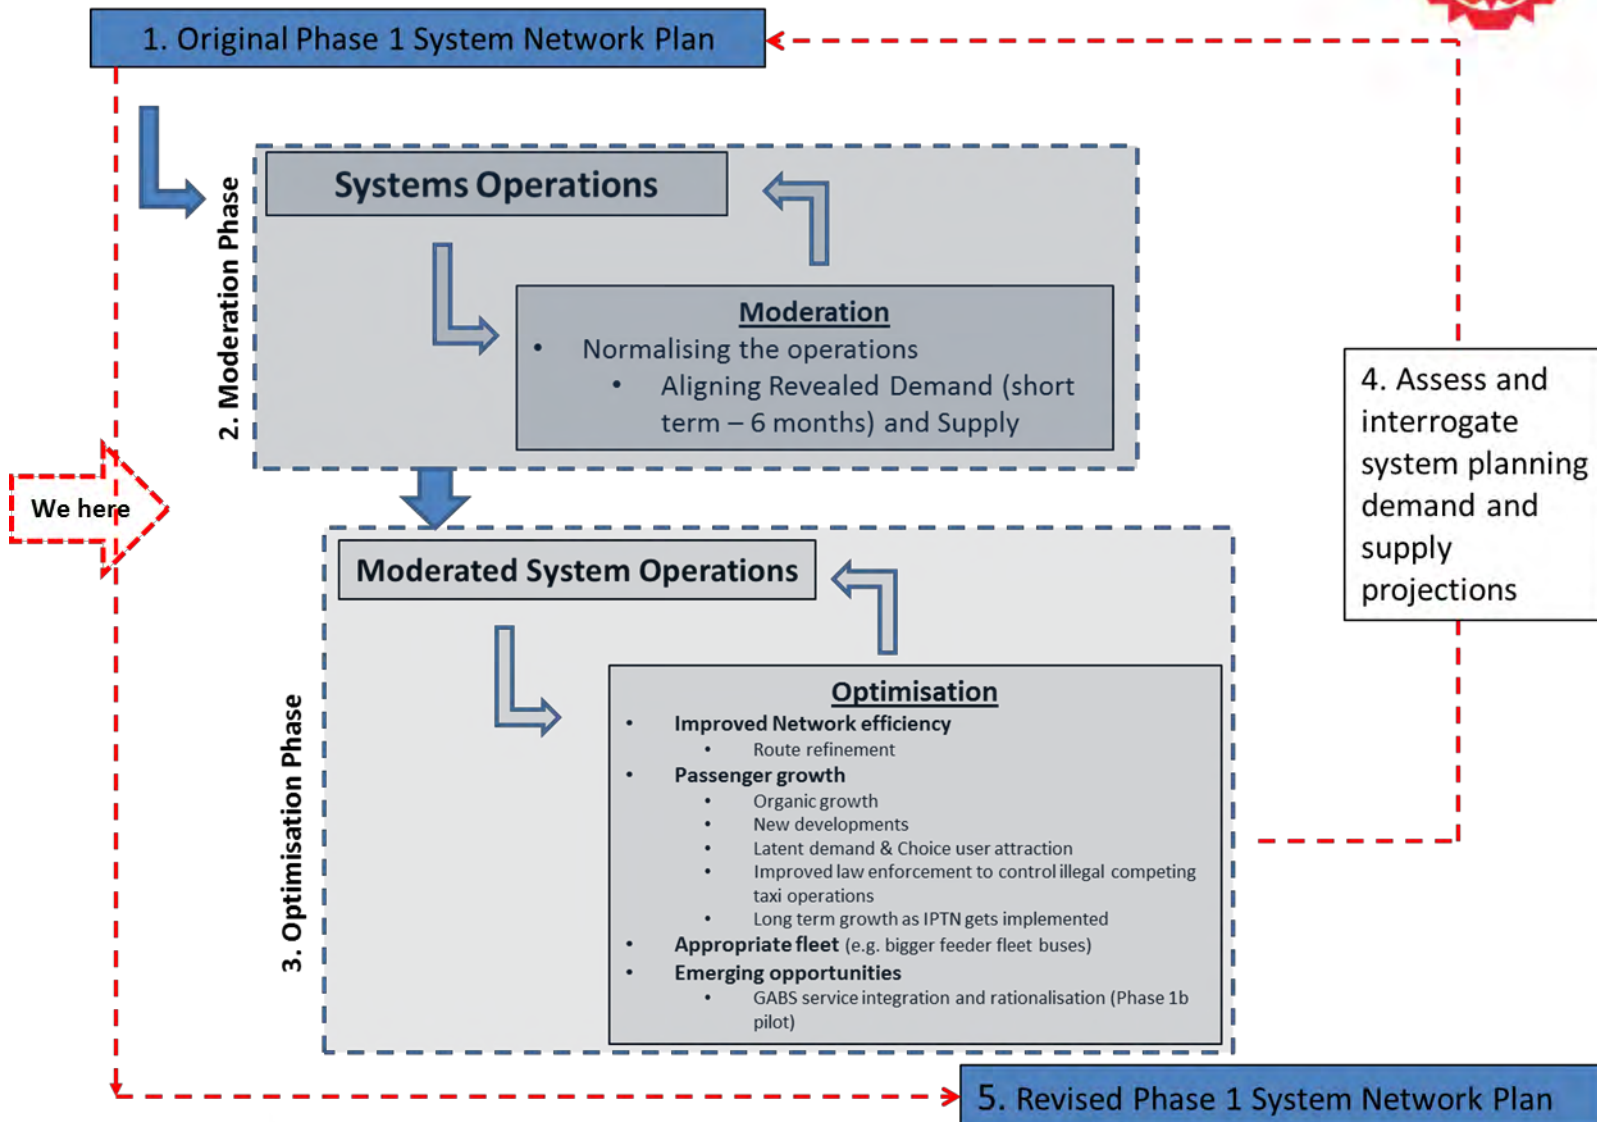 1. Original Phase 1 System Network Plan
2. Moderation Phase
Systems Operations
Moderation
• Normalising the operations
• Aligning Revealed Demand (short
term – 6 months) and Supply
We here
4. Assess and
interrogate
system planning
demand and
supply
projections
3. Optimisation Phase
Moderated System Operations
Optimisation
• Improved Network efficiency
• Route refinement
• Passenger growth
• Organic growth
• New developments
• Latent demand & Choice user attraction
• Improved law enforcement to control illegal competing
taxi operations
• Long term growth as IPTN gets implemented
• Appropriate fleet (e.g. bigger feeder fleet buses)
• Emerging opportunities
• GABS service integration and rationalisation (Phase 1b
pilot)
5. Revised Phase 1 System Network Plan